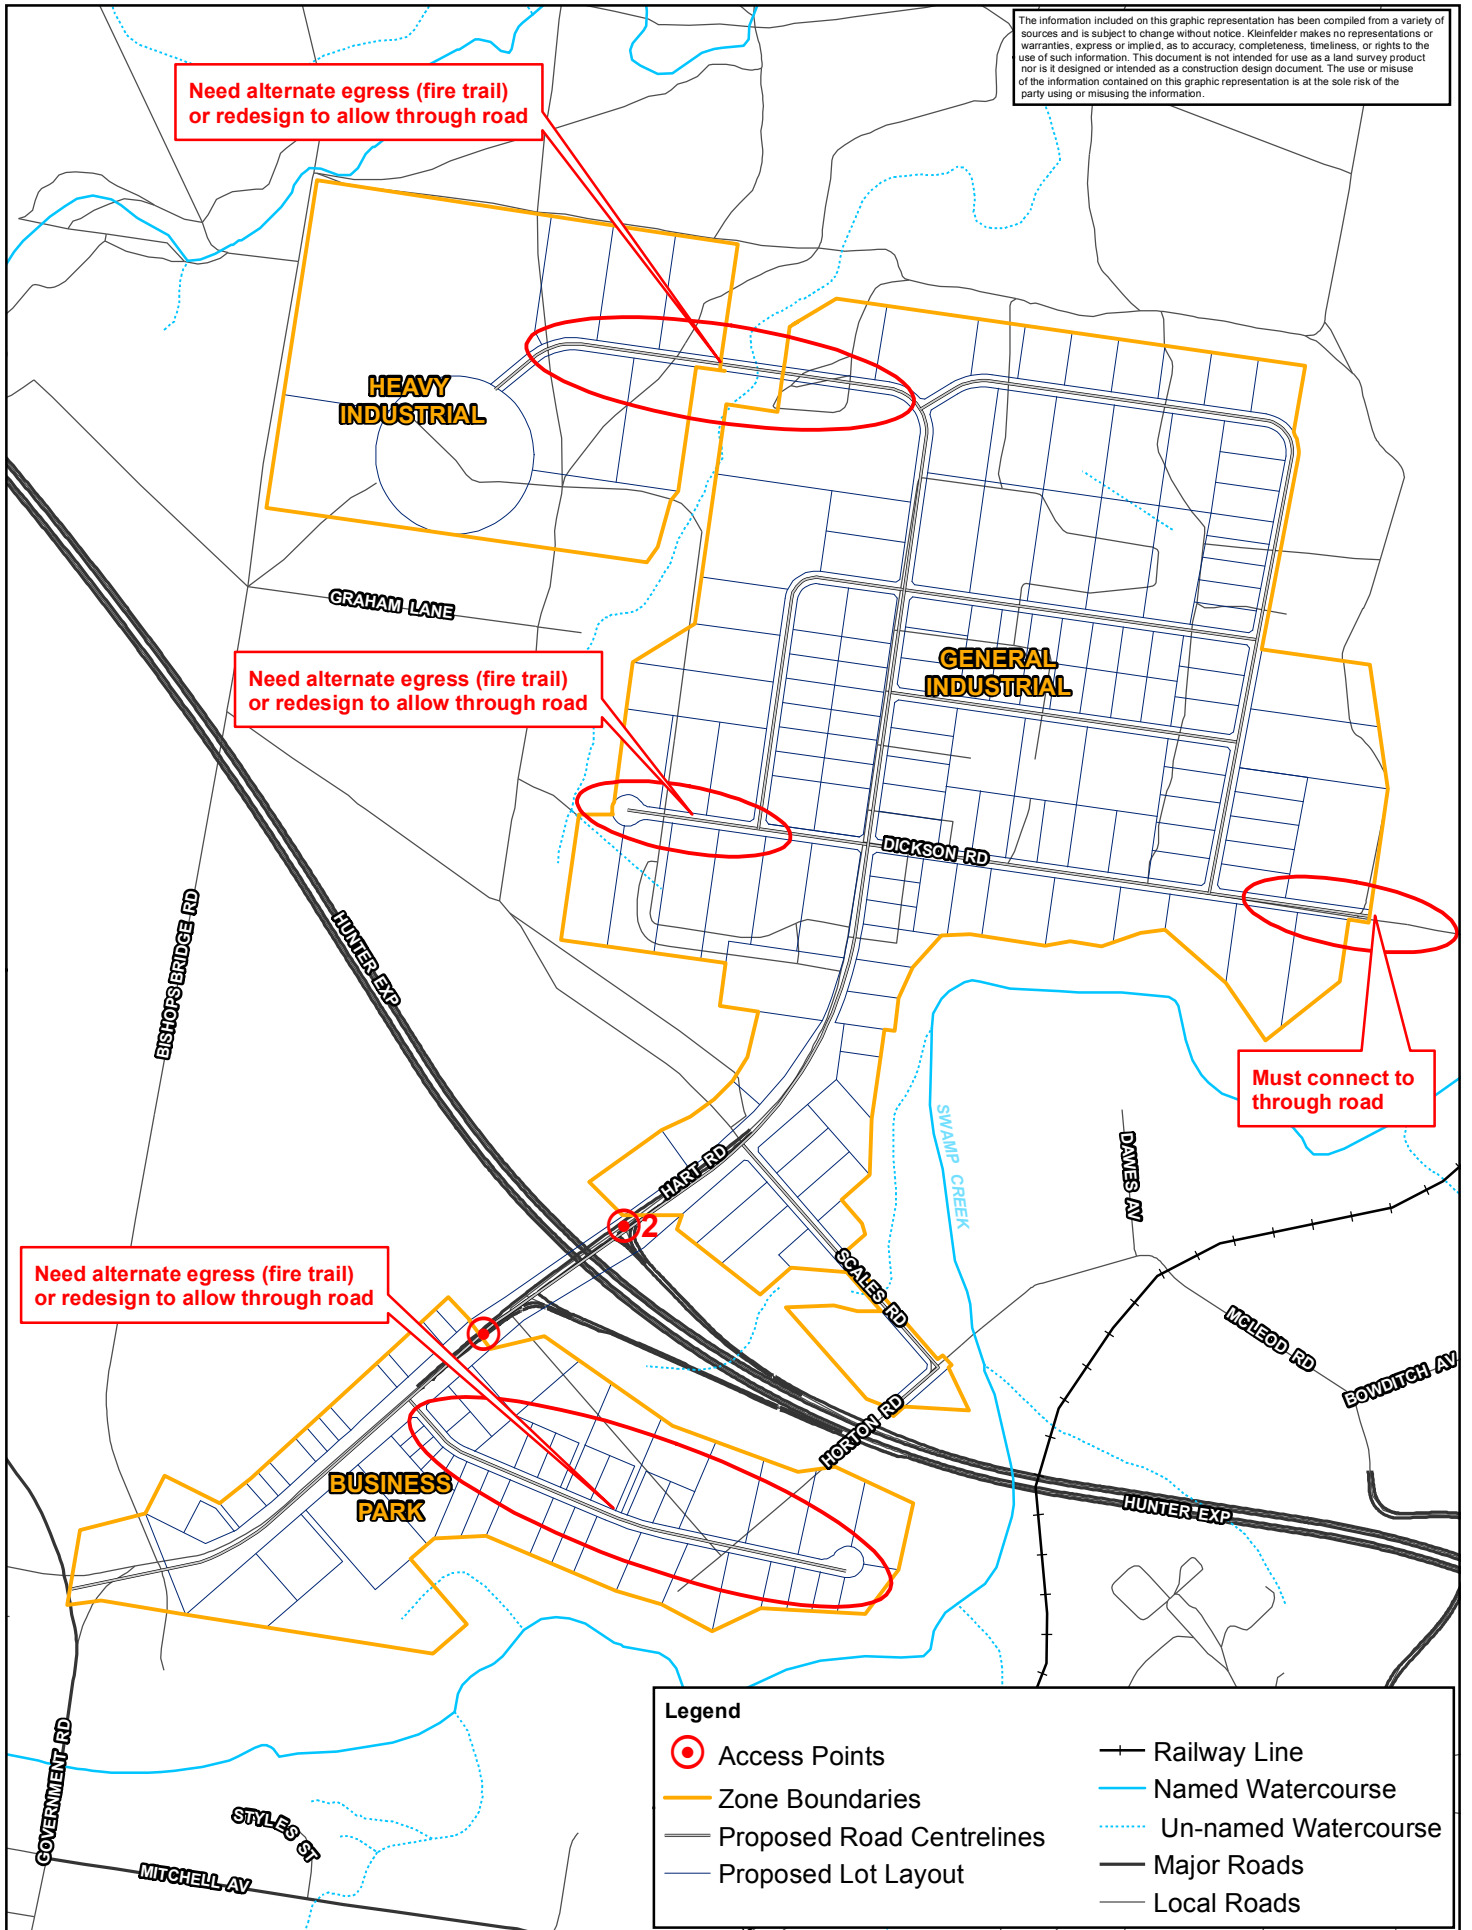 The information included on this graphic representation has been compiled from a variety of
sources and is subject to change without notice. Kleinfelder makes no representations or
warranties, express or implied, as to accuracy, completeness, timeliness, or rights to the
use of such information. This document is not intended for use as a land survey product
nor is it designed or intended as a construction design document. The use or misuse
of the information contained on this graphic representation is at the sole risk of the
party using or misusing the information.
Need alternate egress (fire trail)
or redesign to allow through road
HEAVY
INDUSTRIAL
GRAHAM LANE
GENERAL
INDUSTRIAL
Need alternate egress (fire trail)
or redesign to allow through road
DICKSON RD
BISHOPS BRIDGE RD
HUNTER EXP
Must connect to
through road
SWAMP CREEK
DAWES AV
HART RD
2
SCALES RD
Need alternate egress (fire trail)
or redesign to allow through road
MCLEOD RD
BOWDITCH AV
HORTON RD
BUSINESS
PARK
HUNTER EXP
GOVERNMENT RD
STYLES ST
MITCHELL AV
Legend
Access Points
Zone Boundaries
Proposed Road Centrelines
Proposed Lot Layout
Railway Line
Named Watercourse
Un-named Watercourse
Major Roads
Local Roads